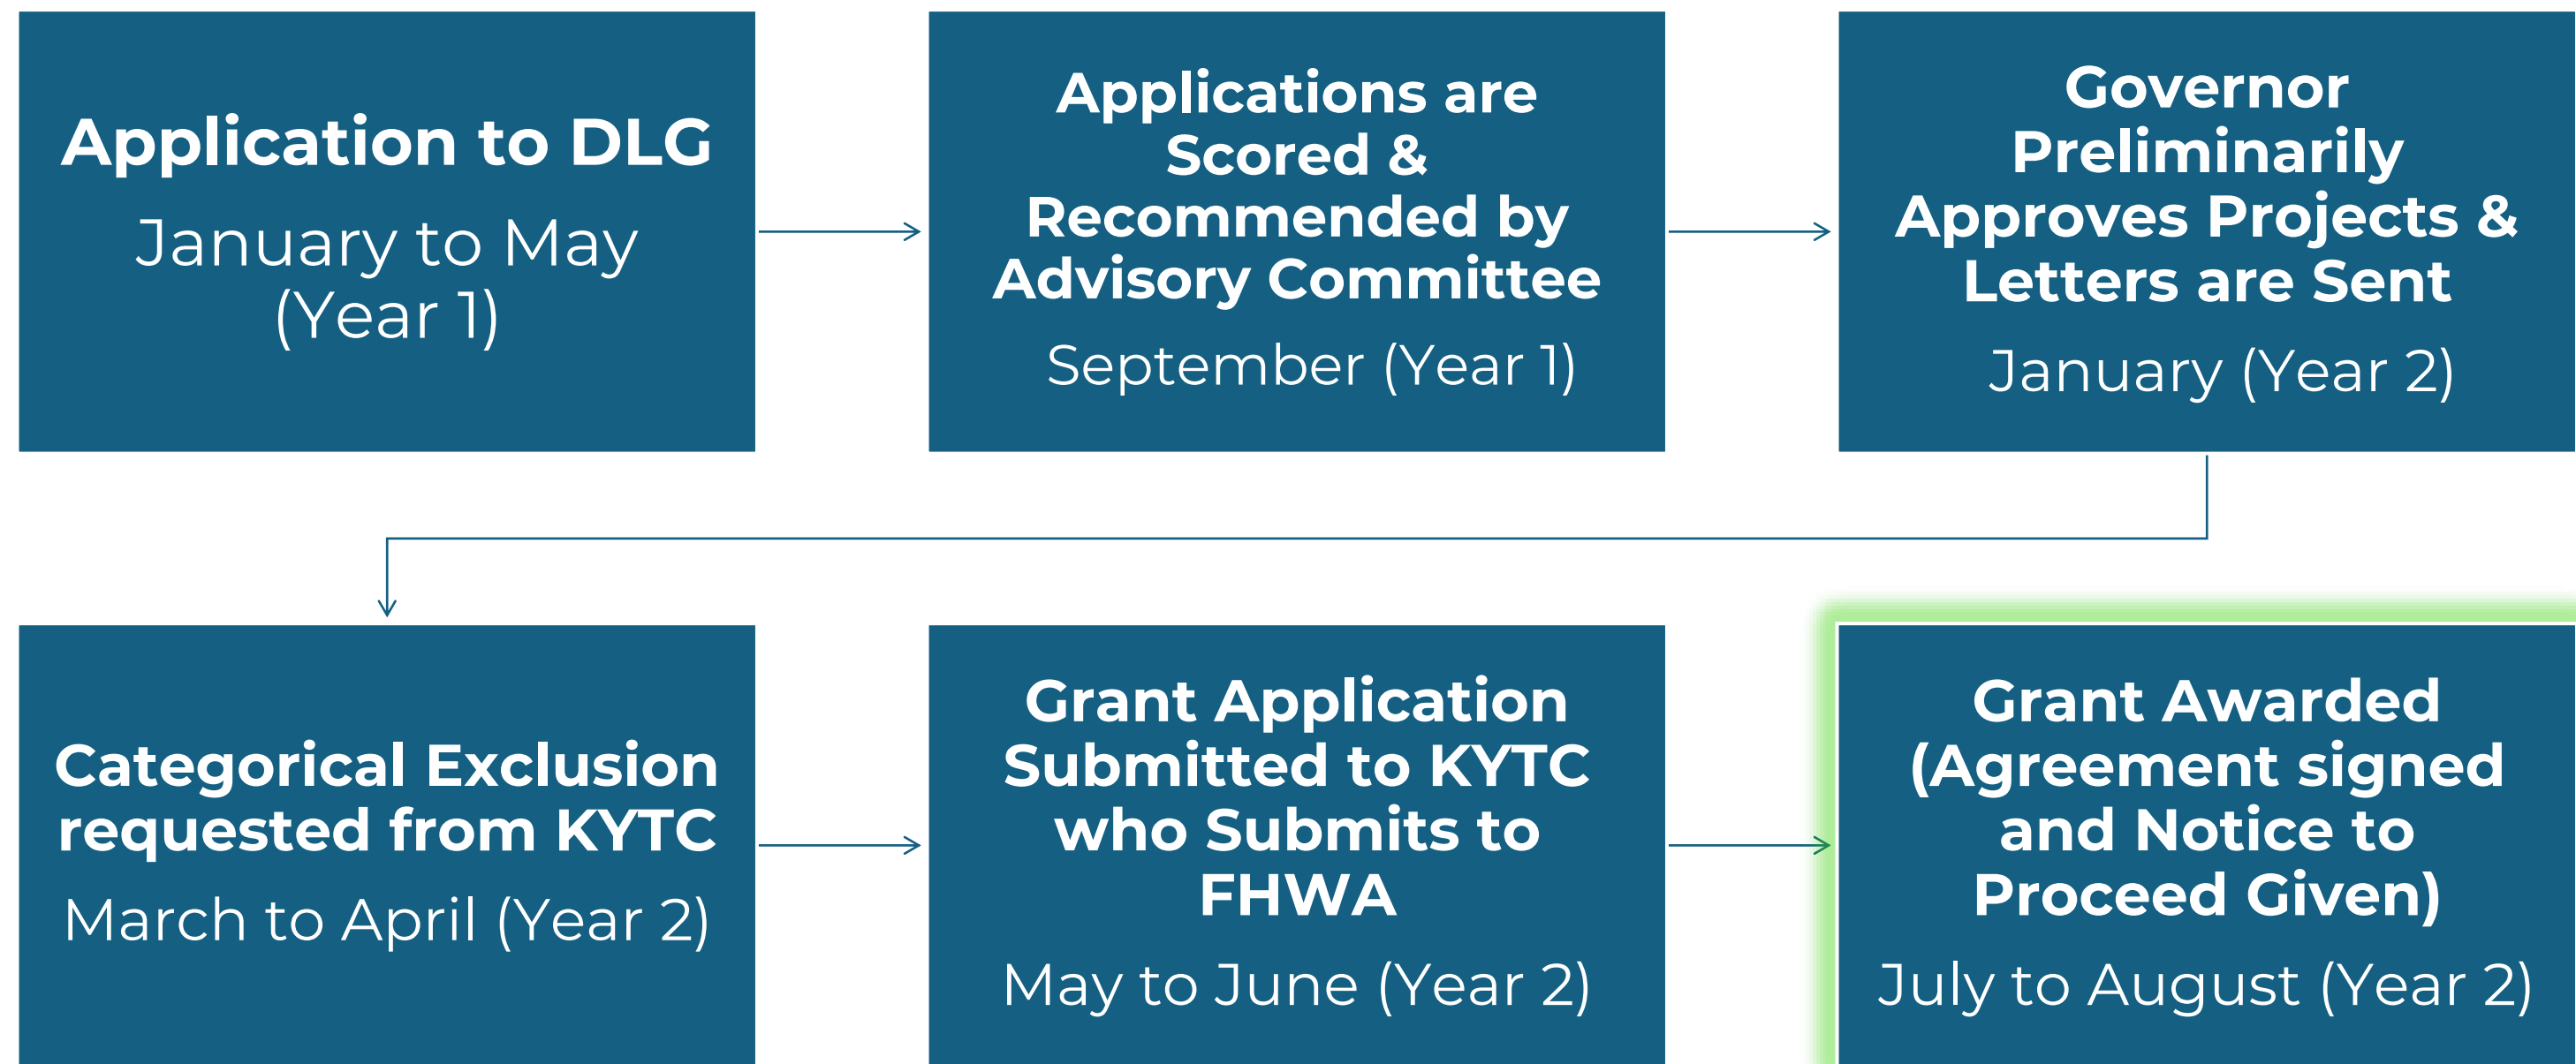 Application to DLG
January to May
(Year 1)
Applications are
Scored &
Recommended by
Advisory Committee
September (Year 1)
Governor
Preliminarily
Approves Projects &
Letters are Sent
January (Year 2)
Categorical Exclusion
requested from KYTC
March to April (Year 2)
Grant Application
Submitted to KYTC
who Submits to
FHWA
May to June (Year 2)
Grant Awarded
(Agreement signed
and Notice to
Proceed Given)
July to August (Year 2)